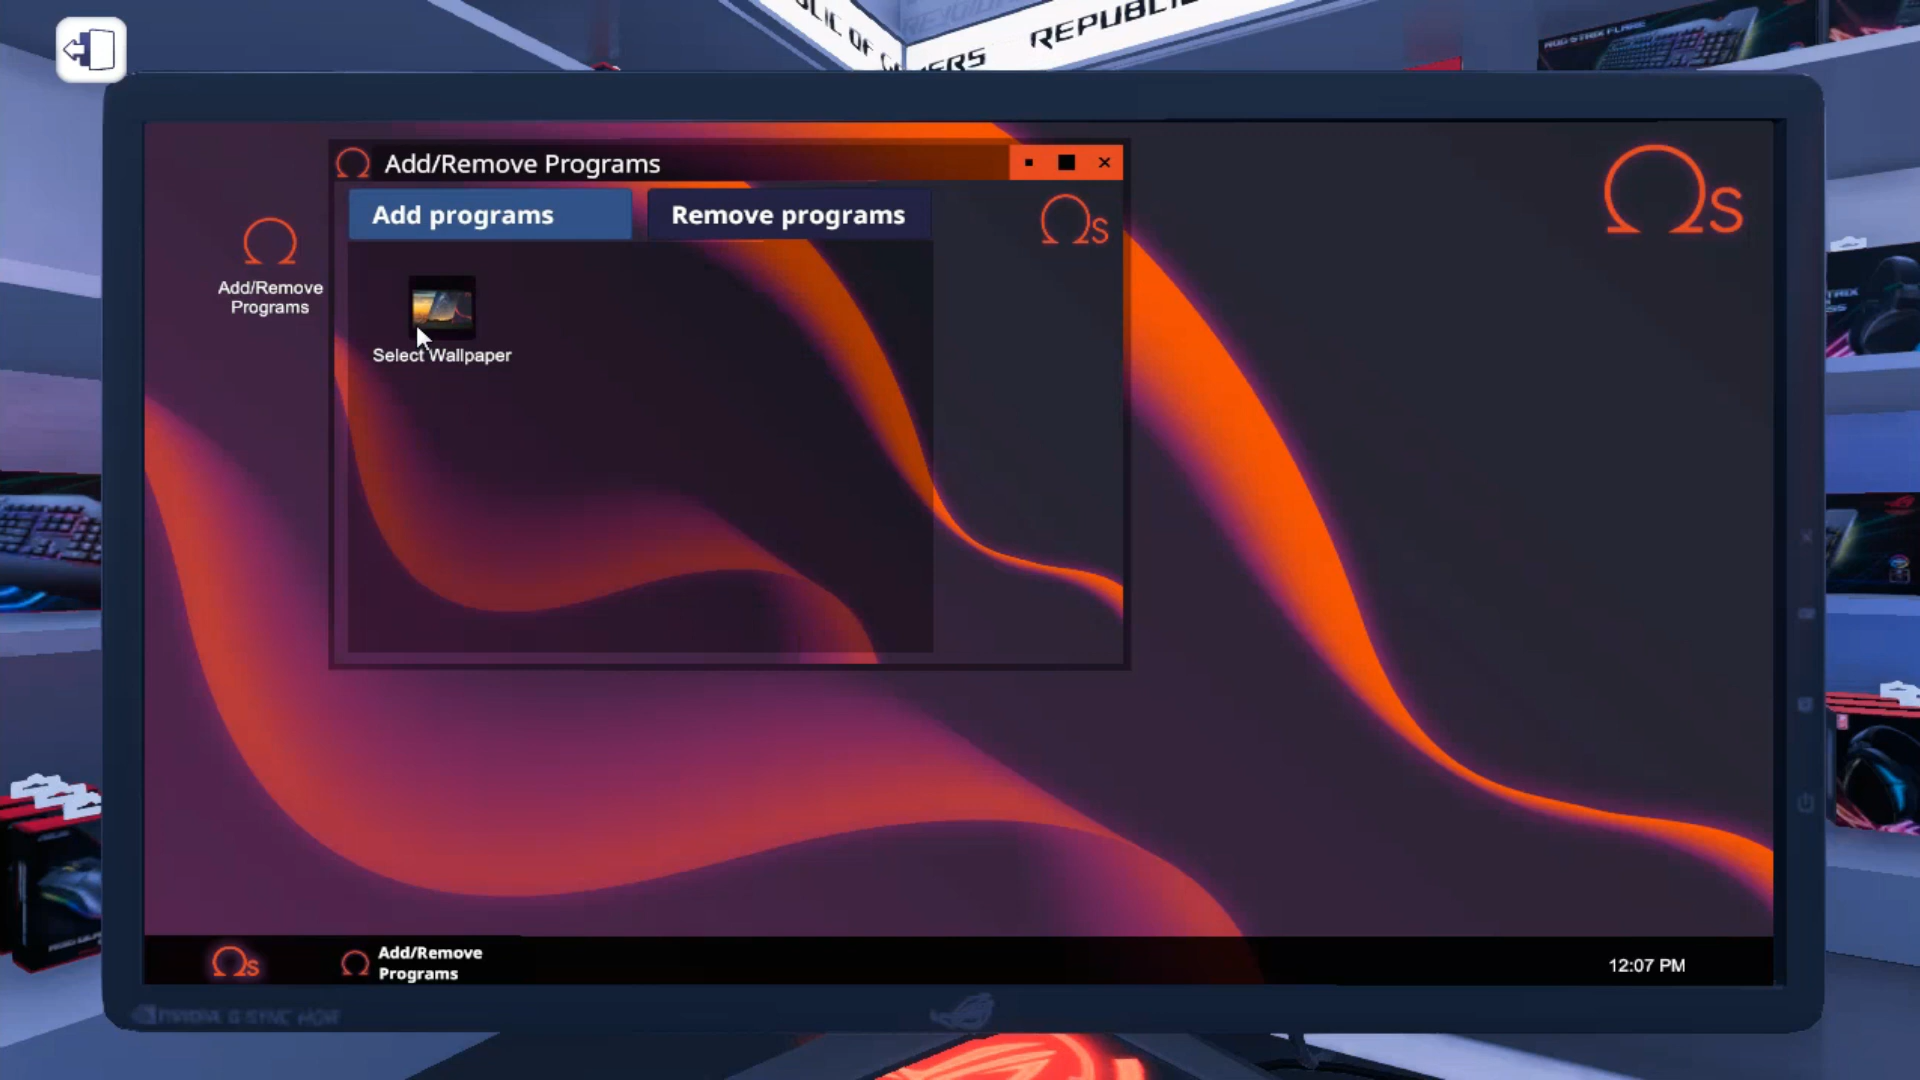 REPUBLIC
Add/Remove Programs
Add programs
Remove programs
Ωs
Ωs
Add/Remove
Programs
Select Wallpaper
Ωs
Add/Remove
Programs
12:07 PM